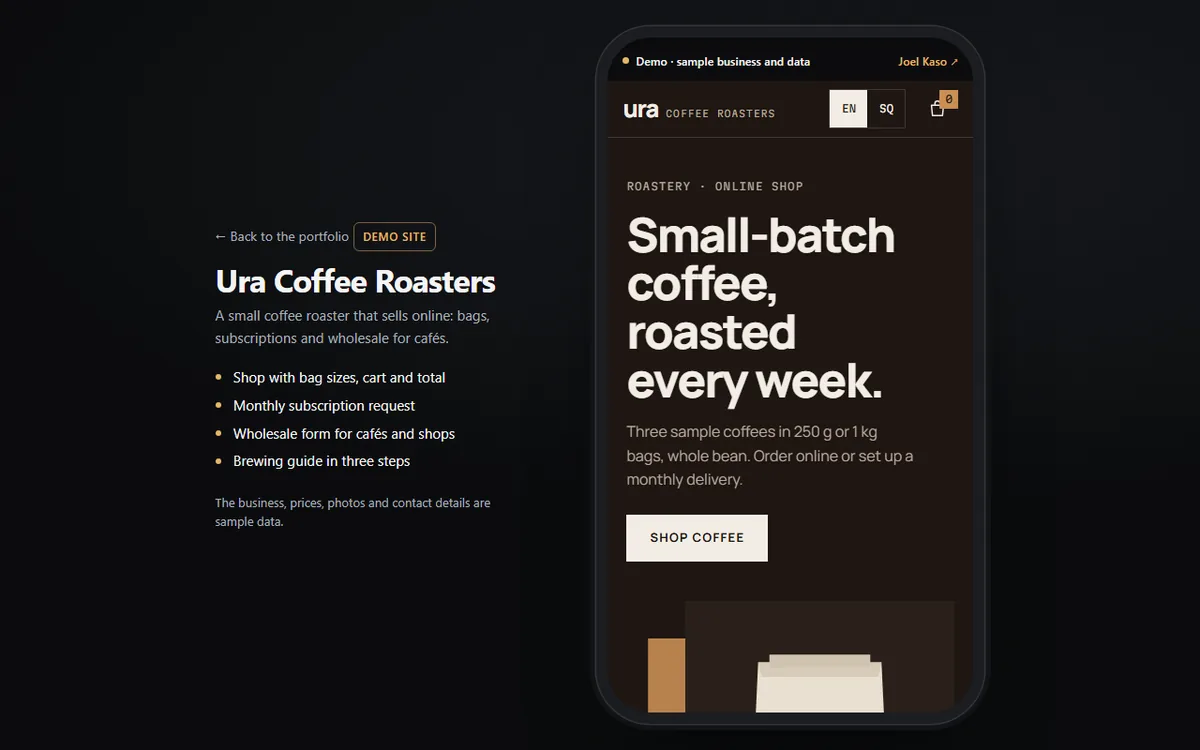 ← Back to the portfolio DEMO SITE
Ura Coffee Roasters
A small coffee roaster that sells online: bags,
subscriptions and wholesale for cafés.
Shop with bag sizes, cart and total
Monthly subscription request
Wholesale form for cafés and shops
Brewing guide in three steps
The business, prices, photos and contact details are
sample data.
Demo · sample business and data Joel Kaso ↗
ura COFFEE ROASTERS EN SQ 0
ROASTERY · ONLINE SHOP
Small-batch
coffee,
roasted
every week.
Three sample coffees in 250 g or 1 kg
bags, whole bean. Order online or set up a
monthly delivery.
SHOP COFFEE